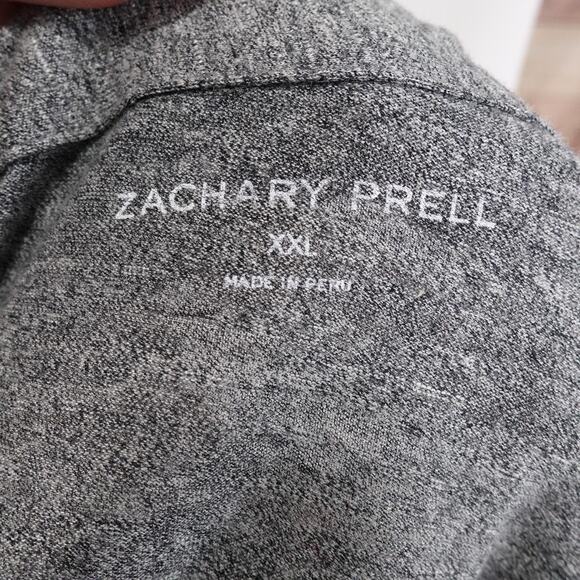 ZACHARY PRELL
XXL
MADE IN PERU